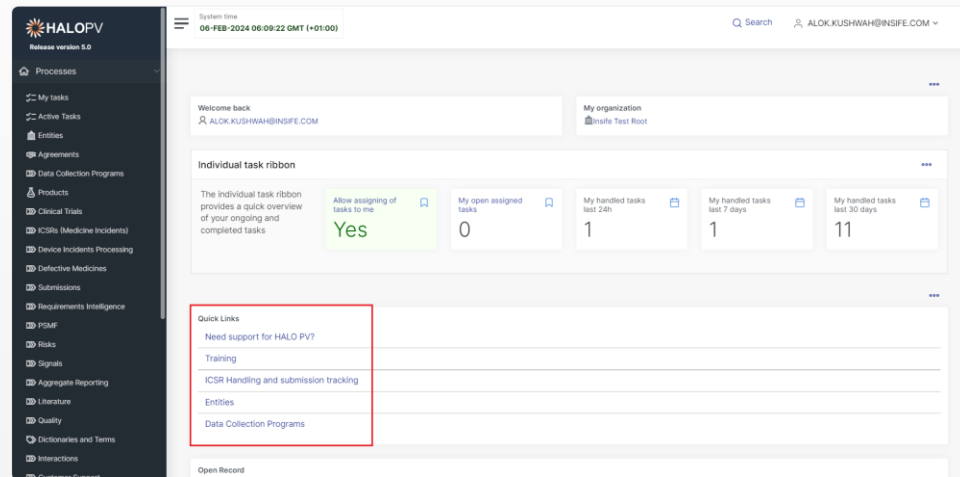 HALOPV
Release version 5.0
Processes
My tasks
Active Tasks
Entities
Agreements
Data Collection Programs
Products
Clinical Trials
ICSRs (Medicine Incidents)
Device Incidents Processing
Defective Medicines
Submissions
Requirements Intelligence
PSMF
Risks
Signals
Aggregate Reporting
Literature
Quality
Dictionaries and Terms
Interactions
Customer Support
System time
06-FEB-2024 06:09:22 GMT (+01:00)
Search
ALOK.KUSHWAH@INSIFE.COM
Welcome back
ALOK.KUSHWAH@INSIFE.COM
My organization
Insife Test Root
Individual task ribbon
The individual task ribbon
provides a quick overview
of your ongoing and
completed tasks
Allow assigning of
tasks to me
Yes
My open assigned
tasks
0
My handled tasks
last 24h
1
My handled tasks
last 7 days
1
My handled tasks
last 30 days
11
Quick Links
Need support for HALO PV?
Training
ICSR Handling and submission tracking
Entities
Data Collection Programs
Open Record